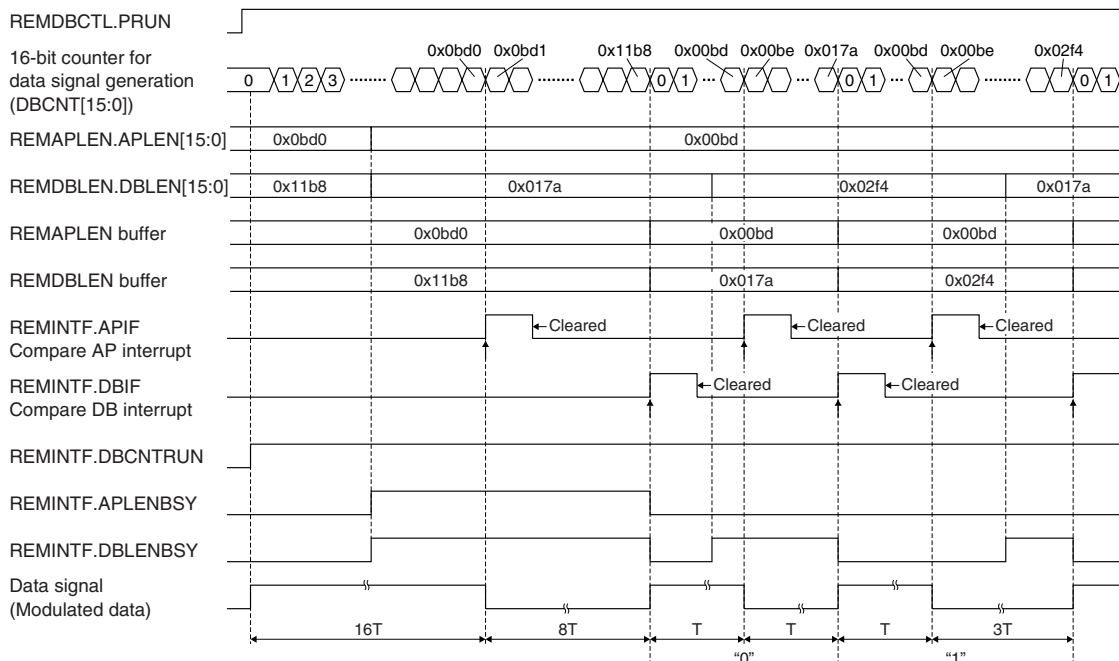 REMDBCTL.PRUN
16-bit counter for
data signal generation
(DBCNT[15:0])
0x0bd0 0x0bd1 0x11b8 0x00bd 0x00be 0x017a 0x00bd 0x00be 0x02f4
0 1 2 3 0 1 0 1 0 1
REMAPLEN.APLEN[15:0] 0x0bd0 0x00bd
REMDBLEN.DBLEN[15:0] 0x11b8 0x017a 0x02f4 0x017a
REMAPLEN buffer 0x0bd0 0x00bd 0x00bd
REMDBLEN buffer 0x11b8 0x017a 0x02f4
REMINTF.APIF
Compare AP interrupt
Cleared Cleared Cleared
REMINTF.DBIF
Compare DB interrupt
Cleared Cleared
REMINTF.DBCNTRUN
REMINTF.APLENBSY
REMINTF.DBLENBSY
Data signal
(Modulated data)
16T 8T T T T 3T
“0” “1”